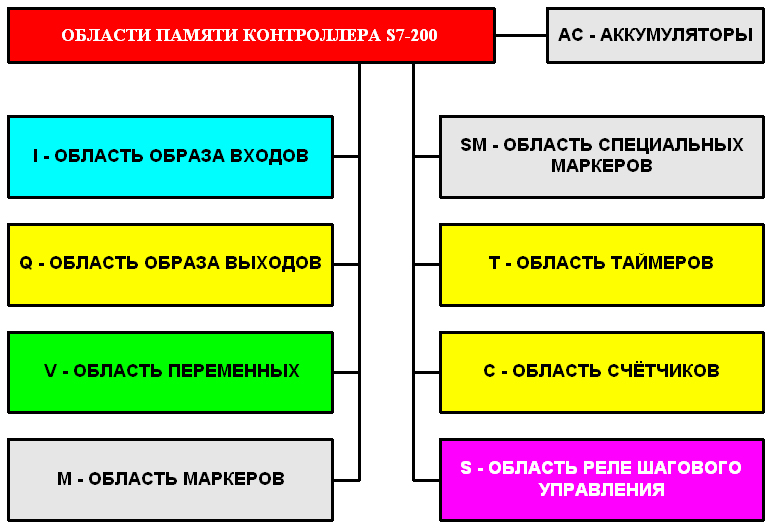 ОБЛАСТИ ПАМЯТИ КОНТРОЛЛЕРА S7-200
AC - АККУМУЛЯТОРЫ
I - ОБЛАСТЬ ОБРАЗА ВХОДОВ
SM - ОБЛАСТЬ СПЕЦИАЛЬНЫХ
МАРКЕРОВ
Q - ОБЛАСТЬ ОБРАЗА ВЫХОДОВ
T - ОБЛАСТЬ ТАЙМЕРОВ
V - ОБЛАСТЬ ПЕРЕМЕННЫХ
C - ОБЛАСТЬ СЧЁТЧИКОВ
M - ОБЛАСТЬ МАРКЕРОВ
S - ОБЛАСТЬ РЕЛЕ ШАГОВОГО
УПРАВЛЕНИЯ